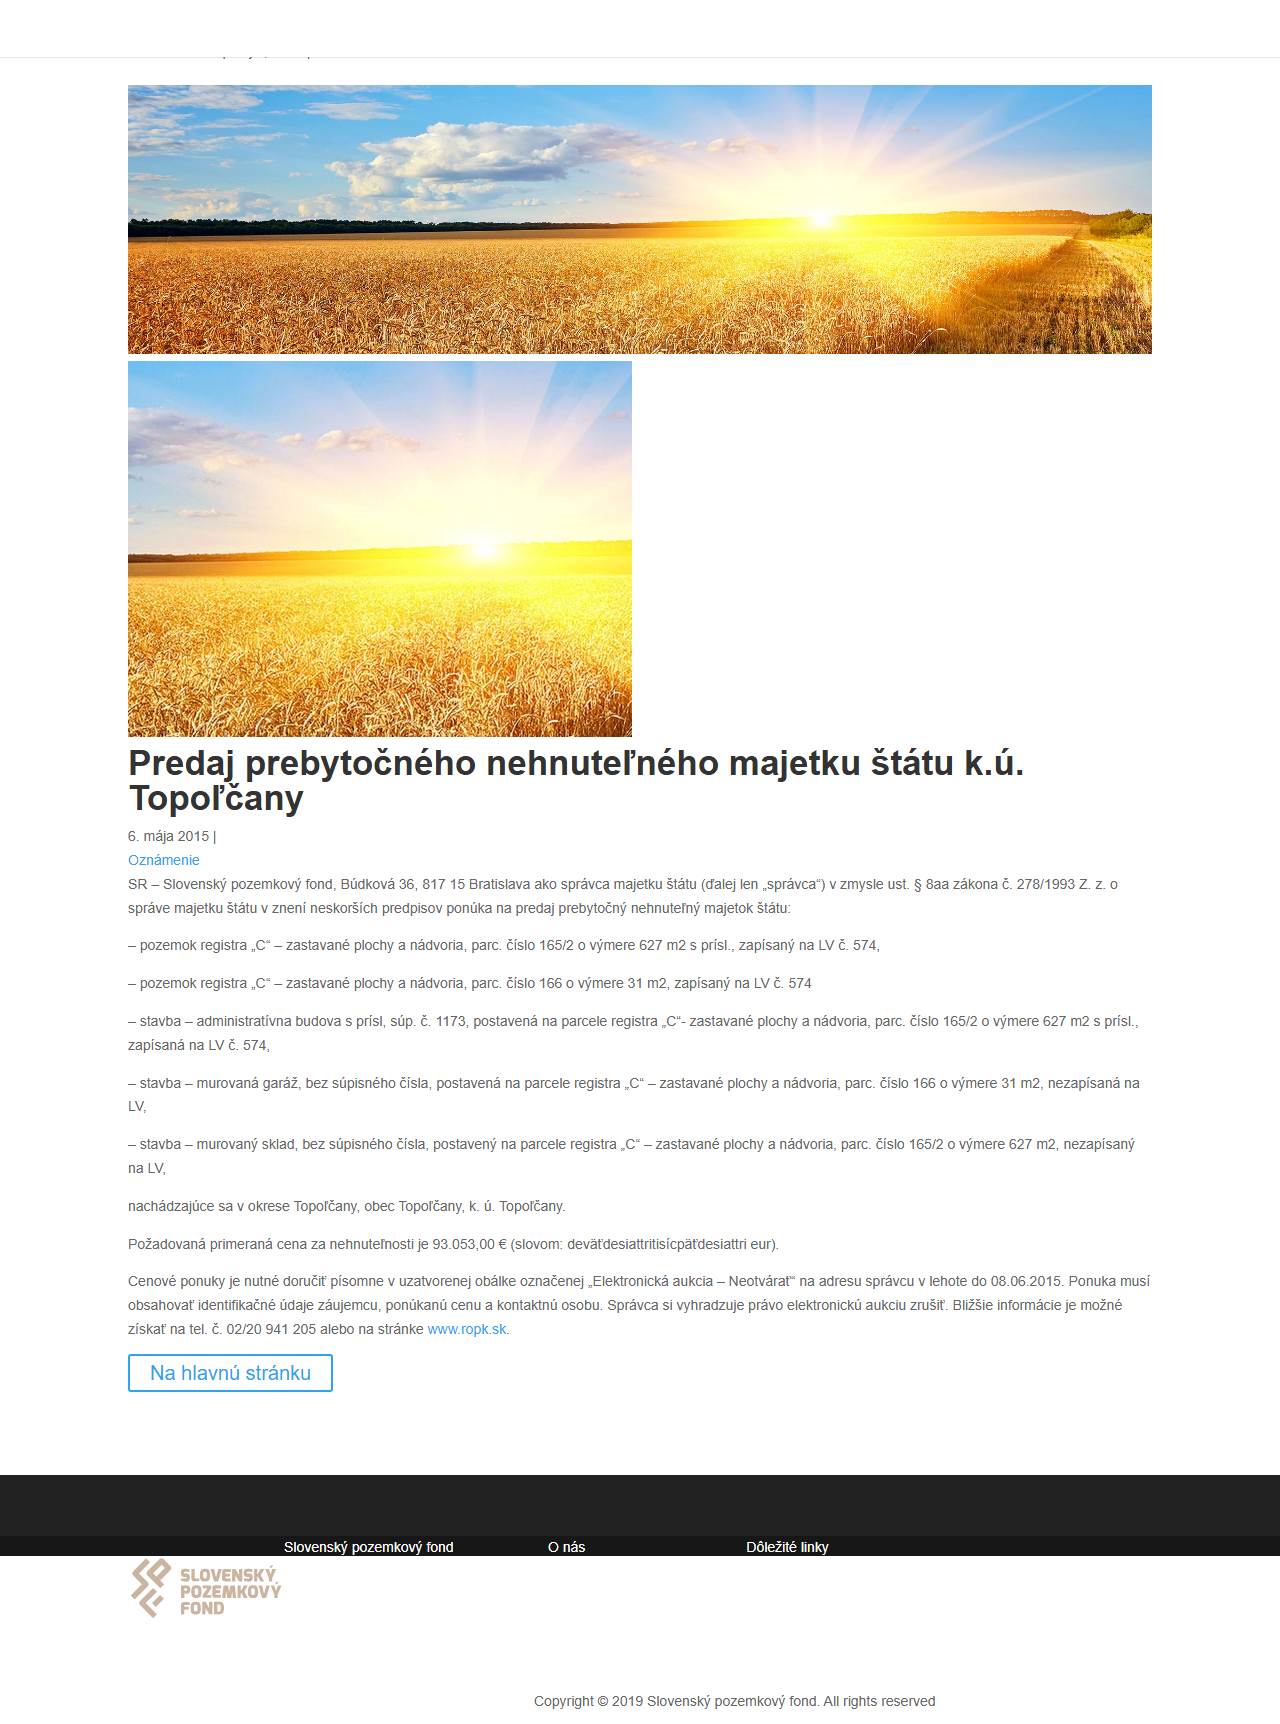 Predaj prebytočného nehnuteľného majetku štátu k.ú.
Topoľčany
6. mája 2015 |
Oznámenie
SR – Slovenský pozemkový fond, Búdková 36, 817 15 Bratislava ako správca majetku štátu (ďalej len „správca“) v zmysle ust. § 8aa zákona č. 278/1993 Z. z. o
správe majetku štátu v znení neskorších predpisov ponúka na predaj prebytočný nehnuteľný majetok štátu:
– pozemok registra „C“ – zastavané plochy a nádvoria, parc. číslo 165/2 o výmere 627 m2 s prísl., zapísaný na LV č. 574,
– pozemok registra „C“ – zastavané plochy a nádvoria, parc. číslo 166 o výmere 31 m2, zapísaný na LV č. 574
– stavba – administratívna budova s prísl, súp. č. 1173, postavená na parcele registra „C“- zastavané plochy a nádvoria, parc. číslo 165/2 o výmere 627 m2 s prísl.,
zapísaná na LV č. 574,
– stavba – murovaná garáž, bez súpisného čísla, postavená na parcele registra „C“ – zastavané plochy a nádvoria, parc. číslo 166 o výmere 31 m2, nezapísaná na
LV,
– stavba – murovaný sklad, bez súpisného čísla, postavený na parcele registra „C“ – zastavané plochy a nádvoria, parc. číslo 165/2 o výmere 627 m2, nezapísaný
na LV,
nachádzajúce sa v okrese Topoľčany, obec Topoľčany, k. ú. Topoľčany.
Požadovaná primeraná cena za nehnuteľnosti je 93.053,00 € (slovom: deväťdesiattritisícpäťdesiattri eur).
Cenové ponuky je nutné doručiť písomne v uzatvorenej obálke označenej „Elektronická aukcia – Neotvárať“ na adresu správcu v lehote do 08.06.2015. Ponuka musí
obsahovať identifikačné údaje záujemcu, ponúkanú cenu a kontaktnú osobu. Správca si vyhradzuje právo elektronickú aukciu zrušiť. Bližšie informácie je možné
získať na tel. č. 02/20 941 205 alebo na stránke www.ropk.sk.
Na hlavnú stránku
Slovenský pozemkový fond O nás Dôležité linky
SLOVENSKÝ
POZEMKOVÝ
FOND
Copyright © 2019 Slovenský pozemkový fond. All rights reserved